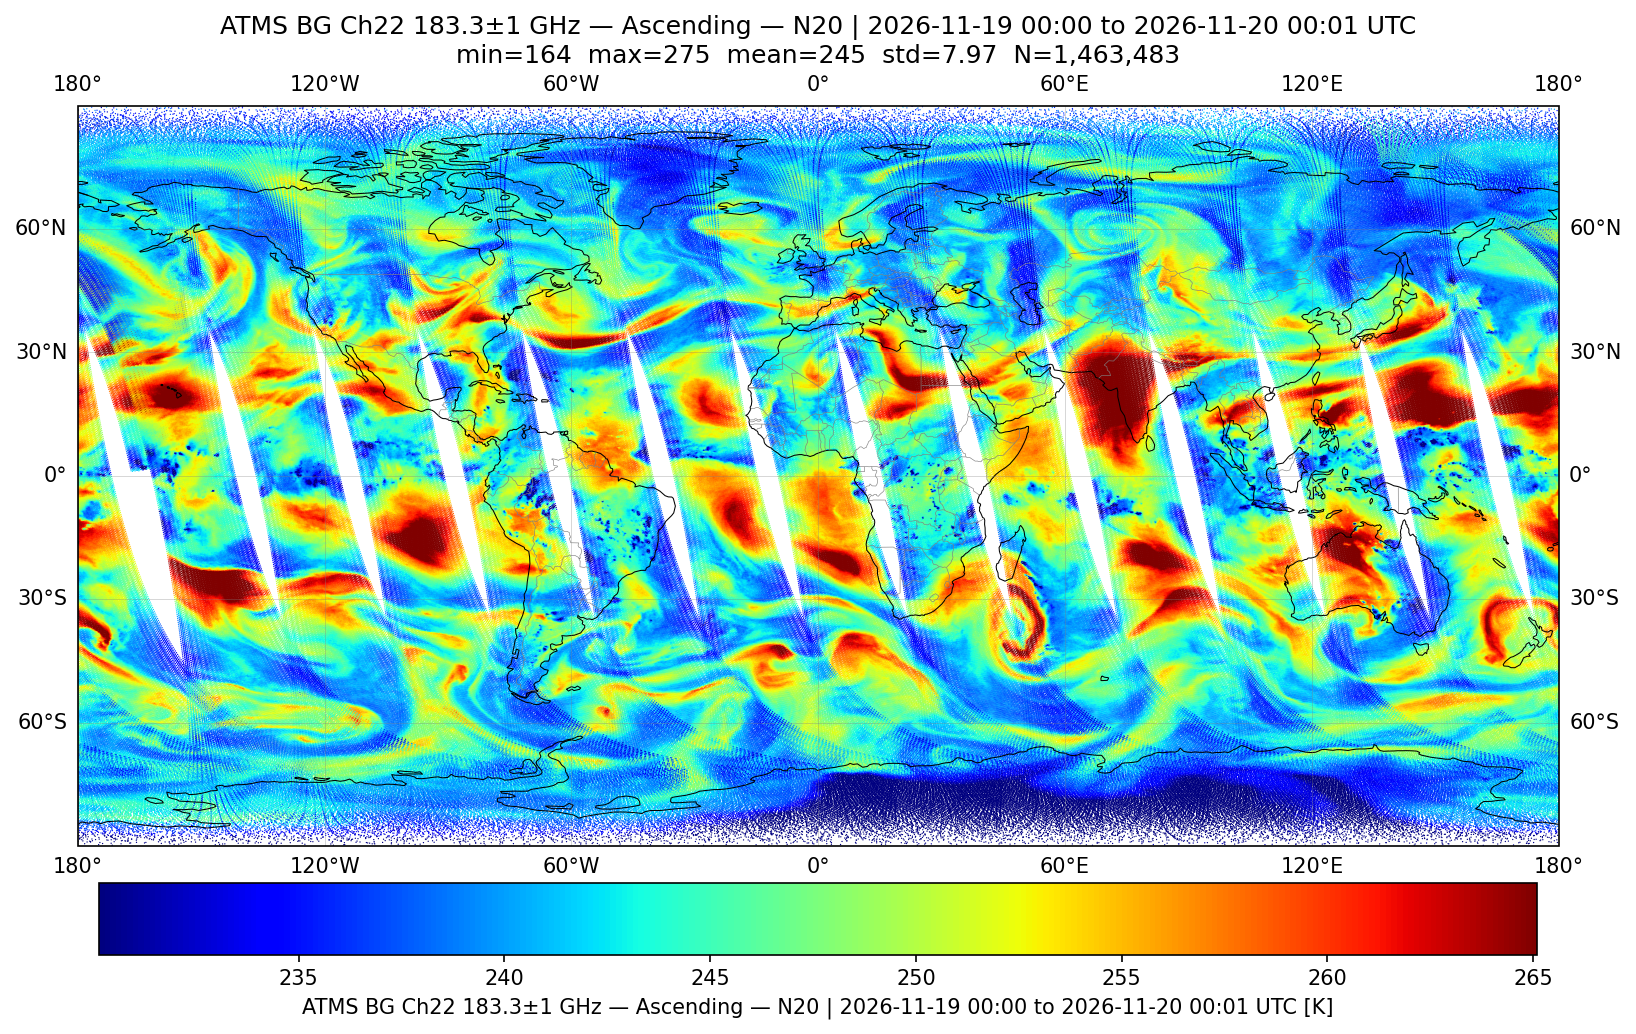 ATMS BG Ch22 183.3±1 GHz — Ascending — N20 | 2026-11-19 00:00 to 2026-11-20 00:01 UTC
min=164 max=275 mean=245 std=7.97 N=1,463,483
180° 120°W 60°W 0° 60°E 120°E 180°
60°N 60°N
30°N 30°N
0° 0°
30°S 30°S
60°S 60°S
180° 120°W 60°W 0° 60°E 120°E 180°
235 240 245 250 255 260 265
ATMS BG Ch22 183.3±1 GHz — Ascending — N20 | 2026-11-19 00:00 to 2026-11-20 00:01 UTC [K]